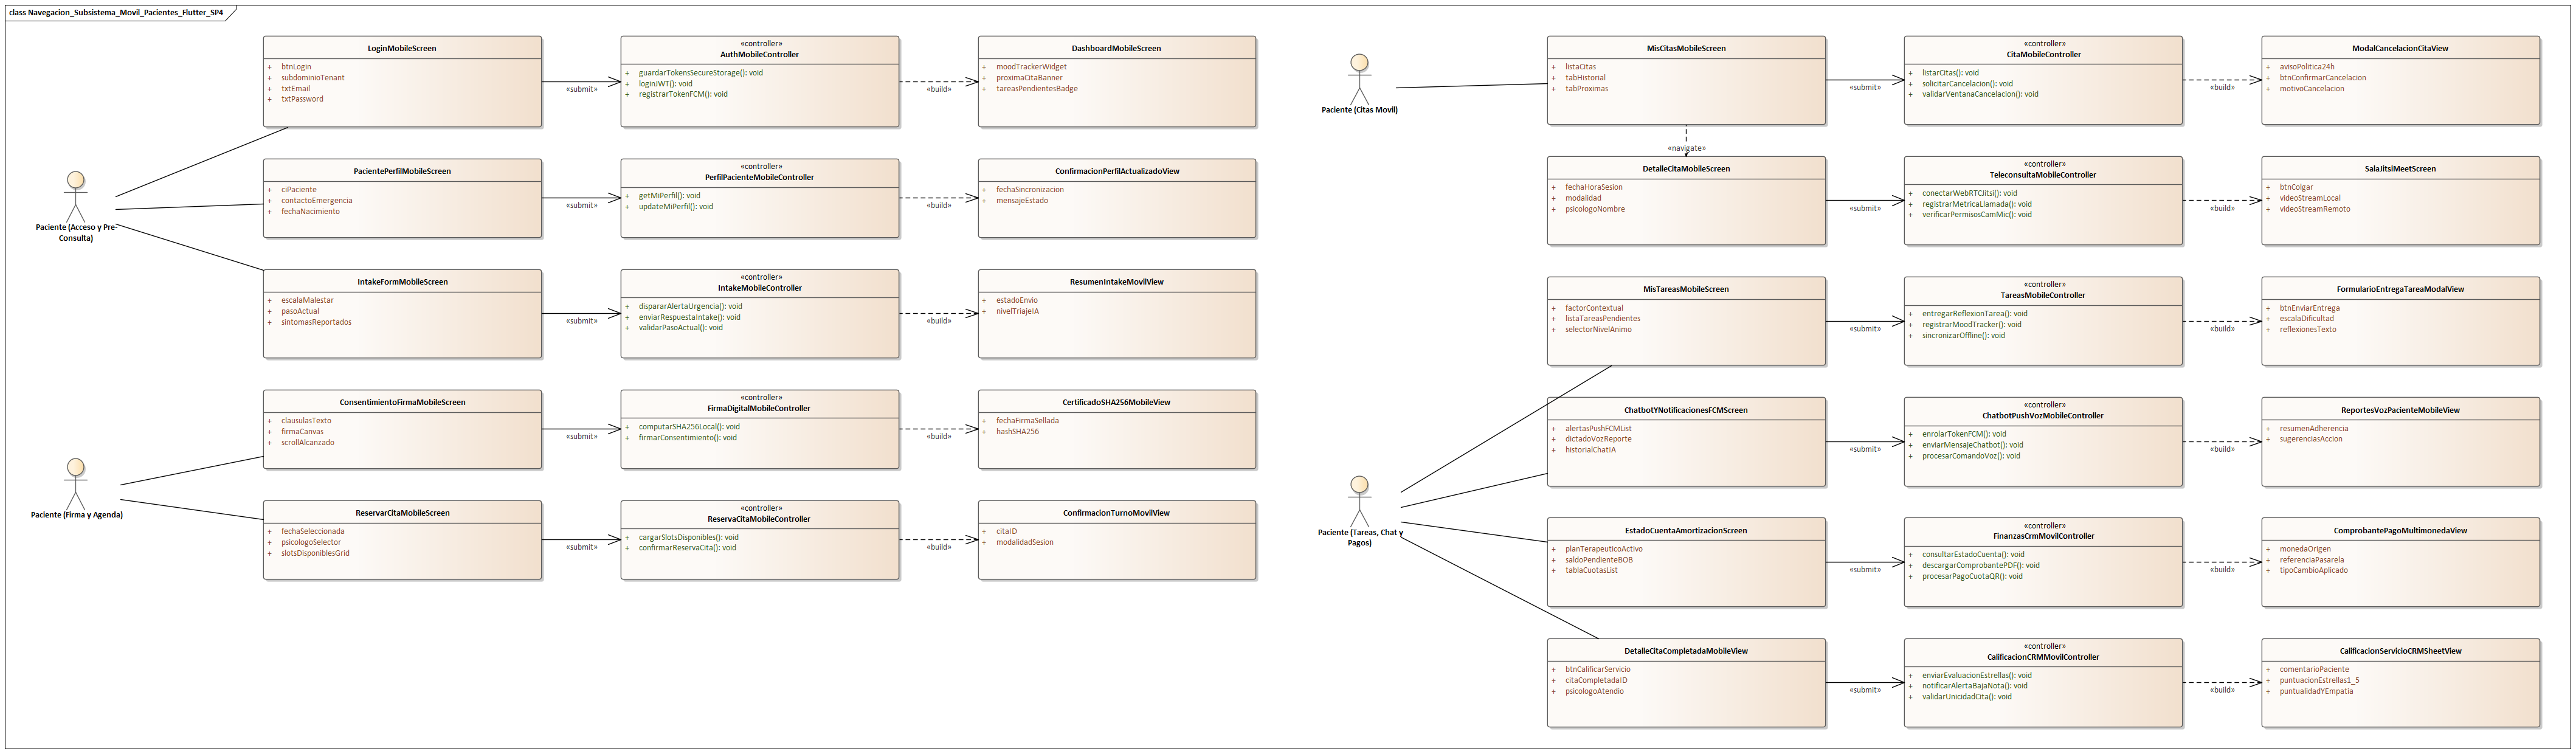 class Navegacion_Subsistema_Movil_Pacientes_Flutter_SP4
Paciente (Acceso y Pre-
Consulta)
LoginMobileScreen
+ btnLogin
+ subdominioTenant
+ txtEmail
+ txtPassword
«submit»
«controller»
AuthMobileController
+ guardarTokensSecureStorage(): void
+ loginJWT(): void
+ registrarTokenFCM(): void
«build»
DashboardMobileScreen
+ moodTrackerWidget
+ proximaCitaBanner
+ tareasPendientesBadge
PacientePerfilMobileScreen
+ ciPaciente
+ contactoEmergencia
+ fechaNacimiento
«submit»
«controller»
PerfilPacienteMobileController
+ getMiPerfil(): void
+ updateMiPerfil(): void
«build»
ConfirmacionPerfilActualizadoView
+ fechaSincronizacion
+ mensajeEstado
IntakeFormMobileScreen
+ escalaMalestar
+ pasoActual
+ sintomasReportados
«submit»
«controller»
IntakeMobileController
+ dispararAlertaUrgencia(): void
+ enviarRespuestaIntake(): void
+ validarPasoActual(): void
«build»
ResumenIntakeMovilView
+ estadoEnvio
+ nivelTriajeIA
Paciente (Firma y Agenda)
ConsentimientoFirmaMobileScreen
+ clausulasTexto
+ firmaCanvas
+ scrollAlcanzado
«submit»
«controller»
FirmaDigitalMobileController
+ computarSHA256Local(): void
+ firmarConsentimiento(): void
«build»
CertificadoSHA256MobileView
+ fechaFirmaSellada
+ hashSHA256
ReservarCitaMobileScreen
+ fechaSeleccionada
+ psicologoSelector
+ slotsDisponiblesGrid
«submit»
«controller»
ReservaCitaMobileController
+ cargarSlotsDisponibles(): void
+ confirmarReservaCita(): void
«build»
ConfirmacionTurnoMovilView
+ citaID
+ modalidadSesion
Paciente (Citas Movil)
MisCitasMobileScreen
+ listaCitas
+ tabHistorial
+ tabProximas
«submit»
«controller»
CitaMobileController
+ listarCitas(): void
+ solicitarCancelacion(): void
+ validarVentanaCancelacion(): void
«build»
ModalCancelacionCitaView
+ avisoPolitica24h
+ btnConfirmarCancelacion
+ motivoCancelacion
«navigate»
DetalleCitaMobileScreen
+ fechaHoraSesion
+ modalidad
+ psicologoNombre
«submit»
«controller»
TeleconsultaMobileController
+ conectarWebRTCJitsi(): void
+ registrarMetricaLlamada(): void
+ verificarPermisosCamMic(): void
«build»
SalaJitsiMeetScreen
+ btnColgar
+ videoStreamLocal
+ videoStreamRemoto
Paciente (Tareas, Chat y
Pagos)
MisTareasMobileScreen
+ factorContextual
+ listaTareasPendientes
+ selectorNivelAnimo
«submit»
«controller»
TareasMobileController
+ entregarReflexionTarea(): void
+ registrarMoodTracker(): void
+ sincronizarOffline(): void
«build»
FormularioEntregaTareaModalView
+ btnEnviarEntrega
+ escalaDificultad
+ reflexionesTexto
ChatbotYNotificacionesFCMScreen
+ alertasPushFCMList
+ dictadoVozReporte
+ historialChatIA
«submit»
«controller»
ChatbotPushVozMobileController
+ enrolarTokenFCM(): void
+ enviarMensajeChatbot(): void
+ procesarComandoVoz(): void
«build»
ReportesVozPacienteMobileView
+ resumenAdherencia
+ sugerenciasAccion
EstadoCuentaAmortizacionScreen
+ planTerapeuticoActivo
+ saldoPendienteBOB
+ tablaCuotasList
«submit»
«controller»
FinanzasCrmMovilController
+ consultarEstadoCuenta(): void
+ descargarComprobantePDF(): void
+ procesarPagoCuotaQR(): void
«build»
ComprobantePagoMultimonedaView
+ monedaOrigen
+ referenciaPasarela
+ tipoCambioAplicado
DetalleCitaCompletadaMobileView
+ btnCalificarServicio
+ citaCompletadaID
+ psicologoAtendio
«submit»
«controller»
CalificacionCRMMovilController
+ enviarEvaluacionEstrellas(): void
+ notificarAlertaBajaNota(): void
+ validarUnicidadCita(): void
«build»
CalificacionServicioCRMSheetView
+ comentarioPaciente
+ puntuacionEstrellas1_5
+ puntualidadYEmpatia